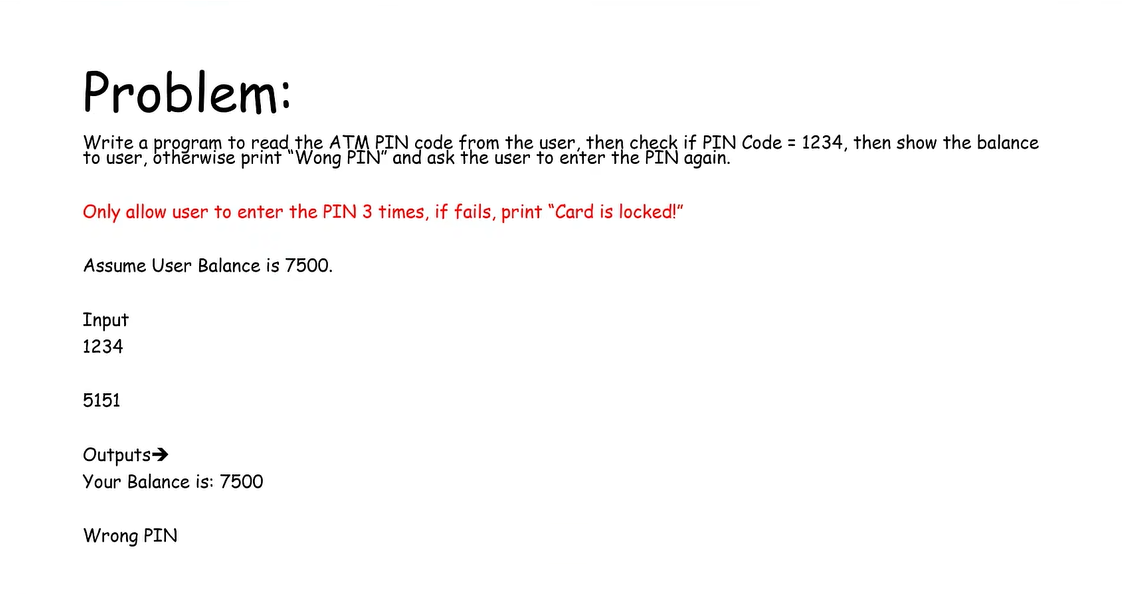 Problem:
Write a program to read the ATM PIN code from the user, then check if PIN Code = 1234, then show the balance
to user, otherwise print “Wong PIN” and ask the user to enter the PIN again.
Only allow user to enter the PIN 3 times, if fails, print “Card is locked!”
Assume User Balance is 7500.
Input
1234
5151
Outputs➔
Your Balance is: 7500
Wrong PIN